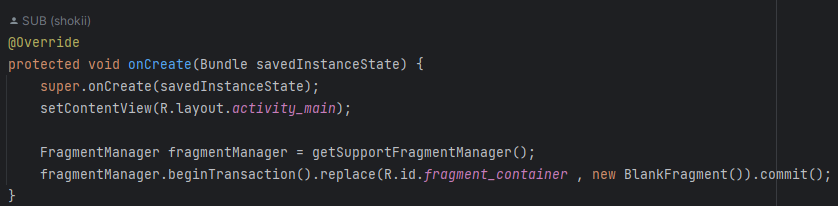 SUB (shokii)
@Override
protected void onCreate(Bundle savedInstanceState) {
super.onCreate(savedInstanceState);
setContentView(R.layout.activity_main);
FragmentManager fragmentManager = getSupportFragmentManager();
fragmentManager.beginTransaction().replace(R.id.fragment_container , new BlankFragment()).commit();
}